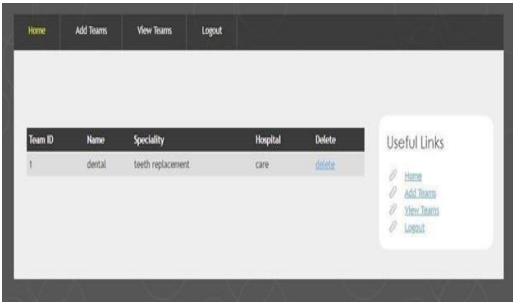 Home Add Teams View Teams Logout
Team ID Name Speciality Hospital Delete
1 dental teeth replacement care delete
Useful Links
Home
Add Teams
View Teams
Logout